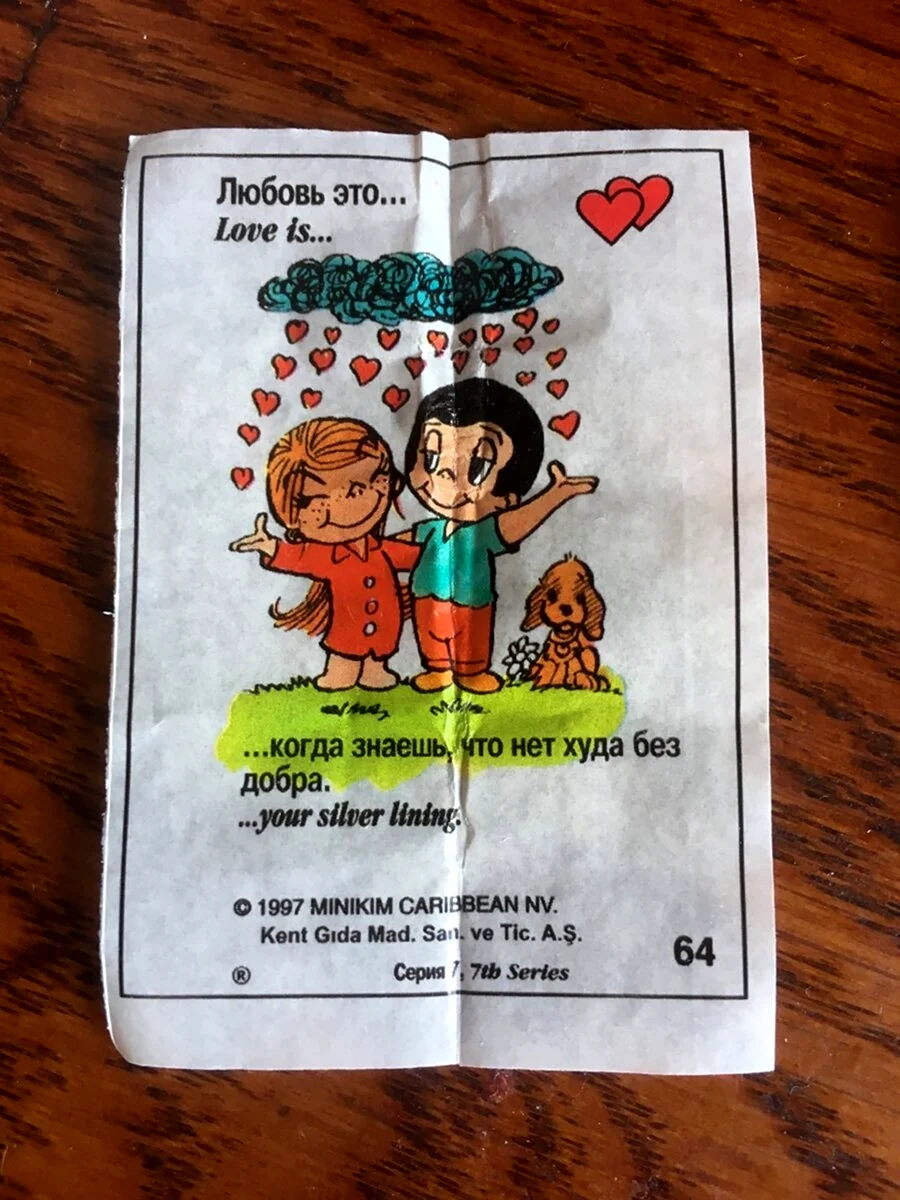 Любовь это...
Love is...
...когда знаешь, что нет худа без
добра.
...your silver lining.
© 1997 MINIKIM CARIBBEAN NV.
Kent Gıda Mad. San. ve Tic. A.Ş.
64
® Серия 7, 7th Series